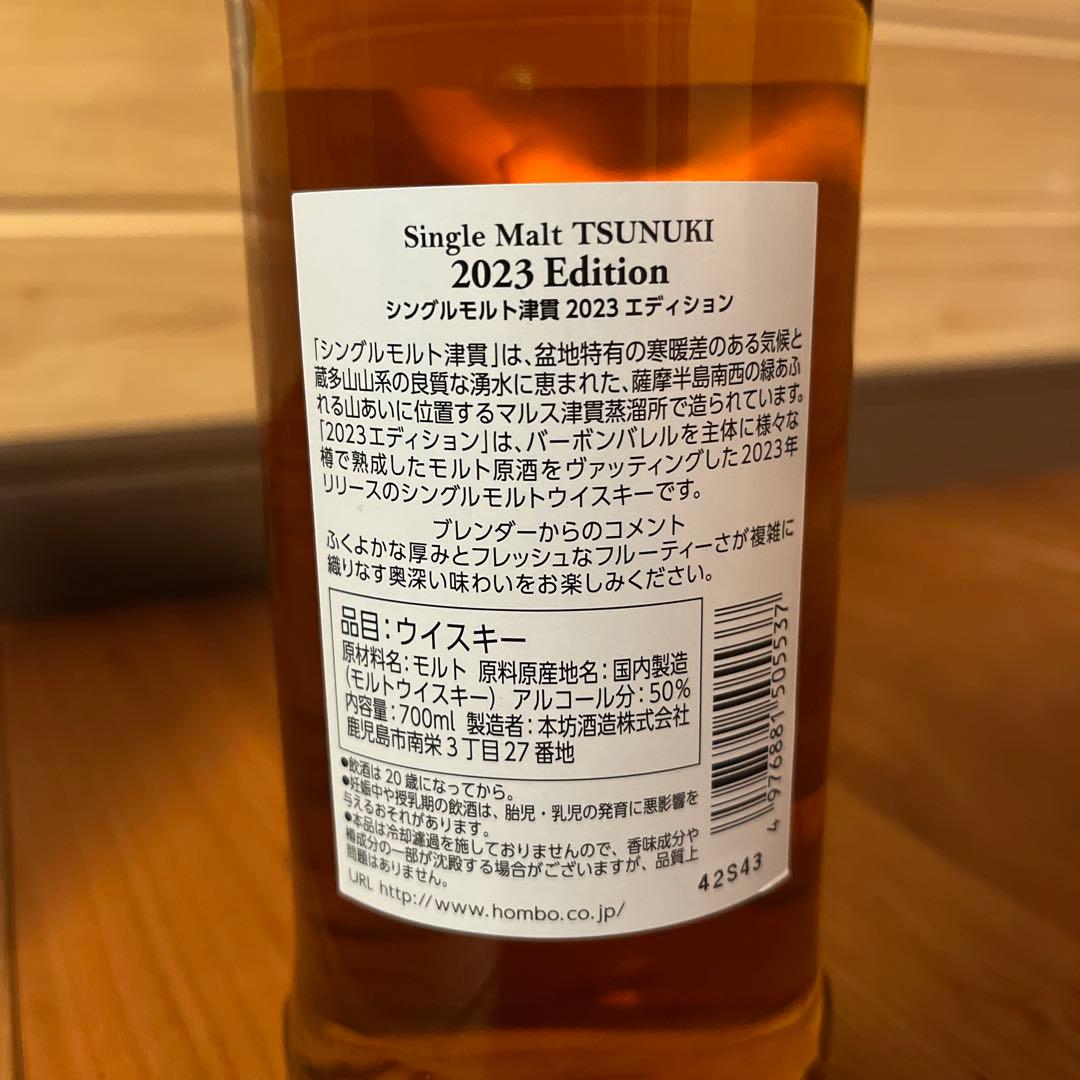 Single Malt TSUNUKI
2023 Edition
シングルモルト津貫 2023 エディション
「シングルモルト津貫」は、盆地特有の寒暖差のある気候と
蔵多山山系の良質な湧水に恵まれた、薩摩半島南西の緑あふ
れる山あいに位置するマルス津貫蒸溜所で造られています。
「2023エディション」は、バーボンバレルを主体に様々な
樽で熟成したモルト原酒をヴァッティングした2023年
リリースのシングルモルトウイスキーです。
ブレンダーからのコメント
ふくよかな厚みとフレッシュなフルーティーさが複雑に
織りなす奥深い味わいをお楽しみください。
品目：ウイスキー
原材料名：モルト 原料原産地名：国内製造
(モルトウイスキー) アルコール分：50%
内容量：700ml 製造者：本坊酒造株式会社
鹿児島市南栄3丁目27番地
●飲酒は20歳になってから。
●妊娠中や授乳期の飲酒は、胎児・乳児の発育に悪影響を
与えるおそれがあります。
●本品は冷却濾過を施しておりませんので、香味成分や
樽成分の一部が沈殿する場合がございますが、品質上
問題はありません。
URL http://www.hombo.co.jp/
4 976881 505537
42S43